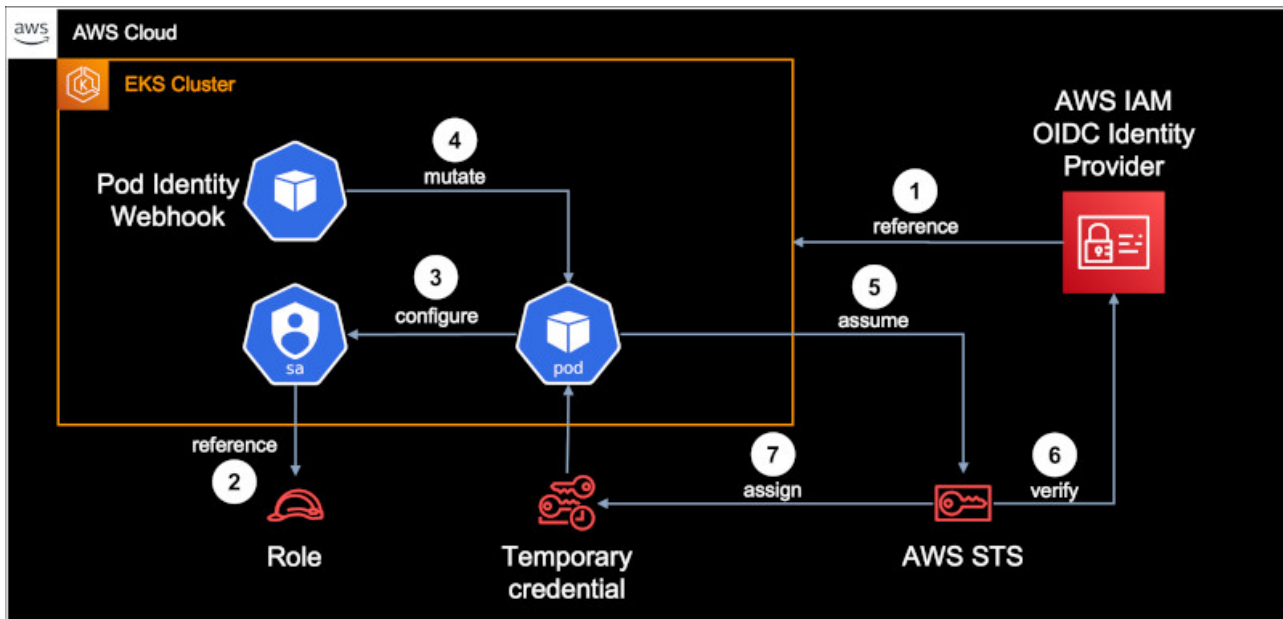 aws
AWS Cloud
EKS Cluster
AWS IAM
OIDC Identity
Provider
4
mutate
Pod Identity
Webhook
1
reference
3
configure
5
assume
sa
pod
reference
2
7
assign
6
verify
Role
Temporary
credential
AWS STS